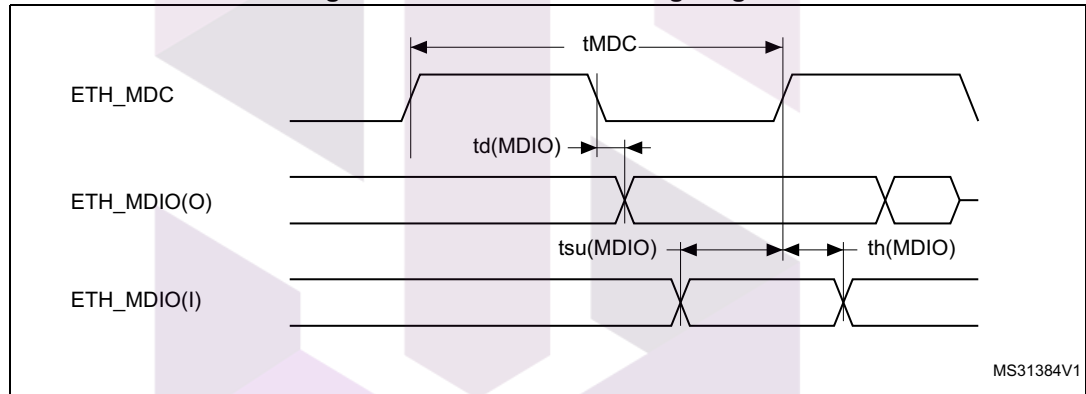 tMDC
ETH_MDC
td(MDIO)
ETH_MDIO(O)
tsu(MDIO)
th(MDIO)
ETH_MDIO(I)
MS31384V1